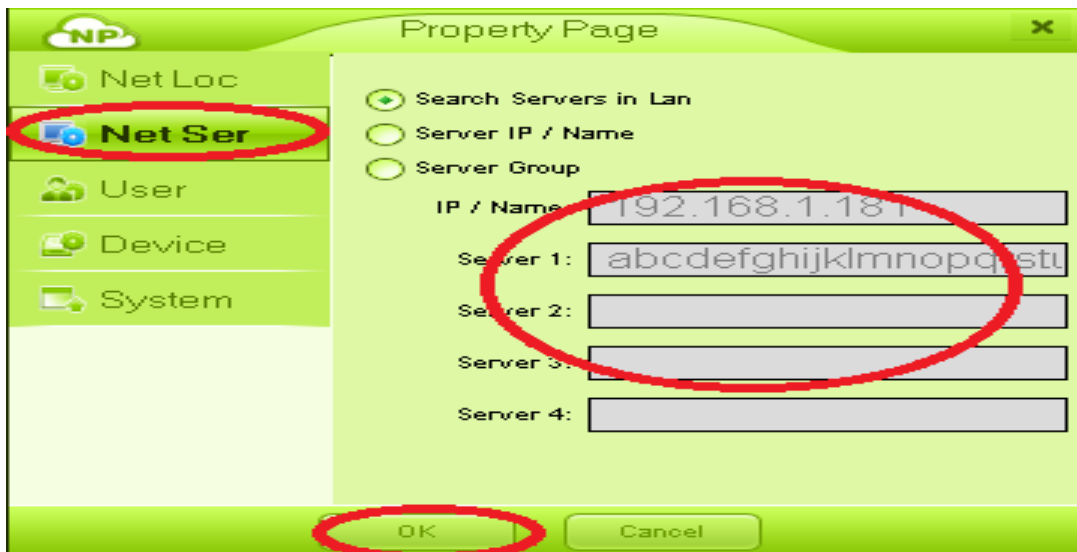 NP
Property Page
Net Loc
Net Ser
User
Device
System
Search Servers in Lan
Server IP / Name
Server Group
IP / Name 192.168.1.181
Server 1: abcdefghijklmnopqrstu
Server 2:
Server 3:
Server 4:
OK
Cancel